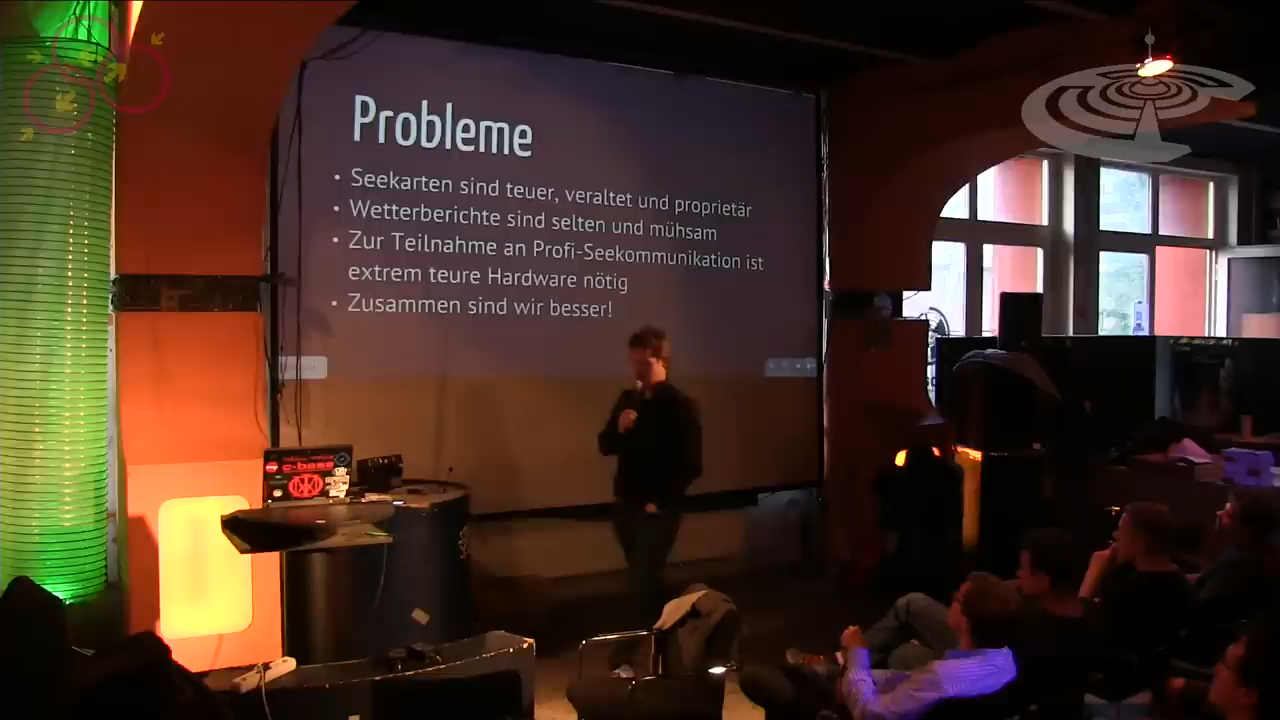 Probleme
• Seekarten sind teuer, veraltet und proprietär
• Wetterberichte sind selten und mühsam
• Zur Teilnahme an Profi-Seekommunikation ist
extrem teure Hardware nötig
• Zusammen sind wir besser!
c-base